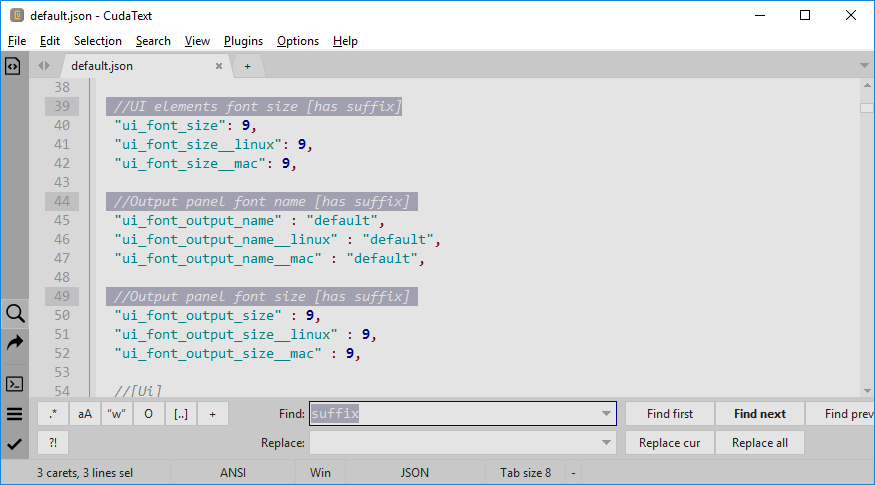 default.json - CudaText
File Edit Selection Search View Plugins Options Help
default.json × +
38
39 //UI elements font size [has suffix]
40 "ui_font_size": 9,
41 "ui_font_size__linux": 9,
42 "ui_font_size__mac": 9,
43
44 //Output panel font name [has suffix]
45 "ui_font_output_name" : "default",
46 "ui_font_output_name__linux" : "default",
47 "ui_font_output_name__mac" : "default",
48
49 //Output panel font size [has suffix]
50 "ui_font_output_size" : 9,
51 "ui_font_output_size__linux" : 9,
52 "ui_font_output_size__mac" : 9,
53
54 //[Ui]
.* aA "w" O [..] + Find: suffix Find first Find next Find prev
?! Replace: Replace cur Replace all
3 carets, 3 lines sel ANSI Win JSON Tab size 8 -